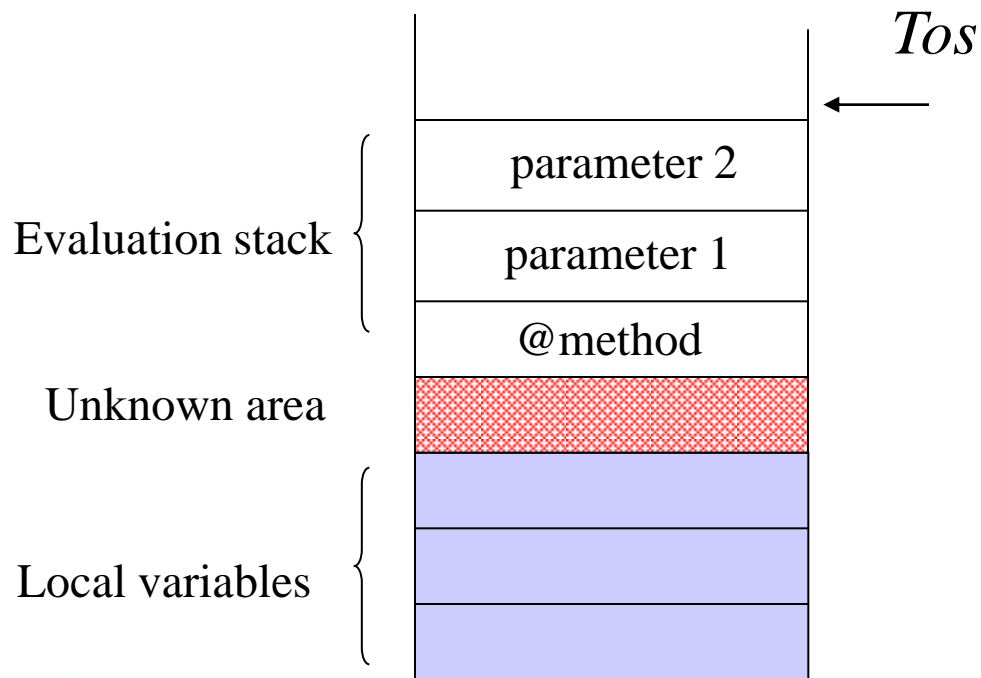 Tos
parameter 2
Evaluation stack
parameter 1
@method
Unknown area
Local variables